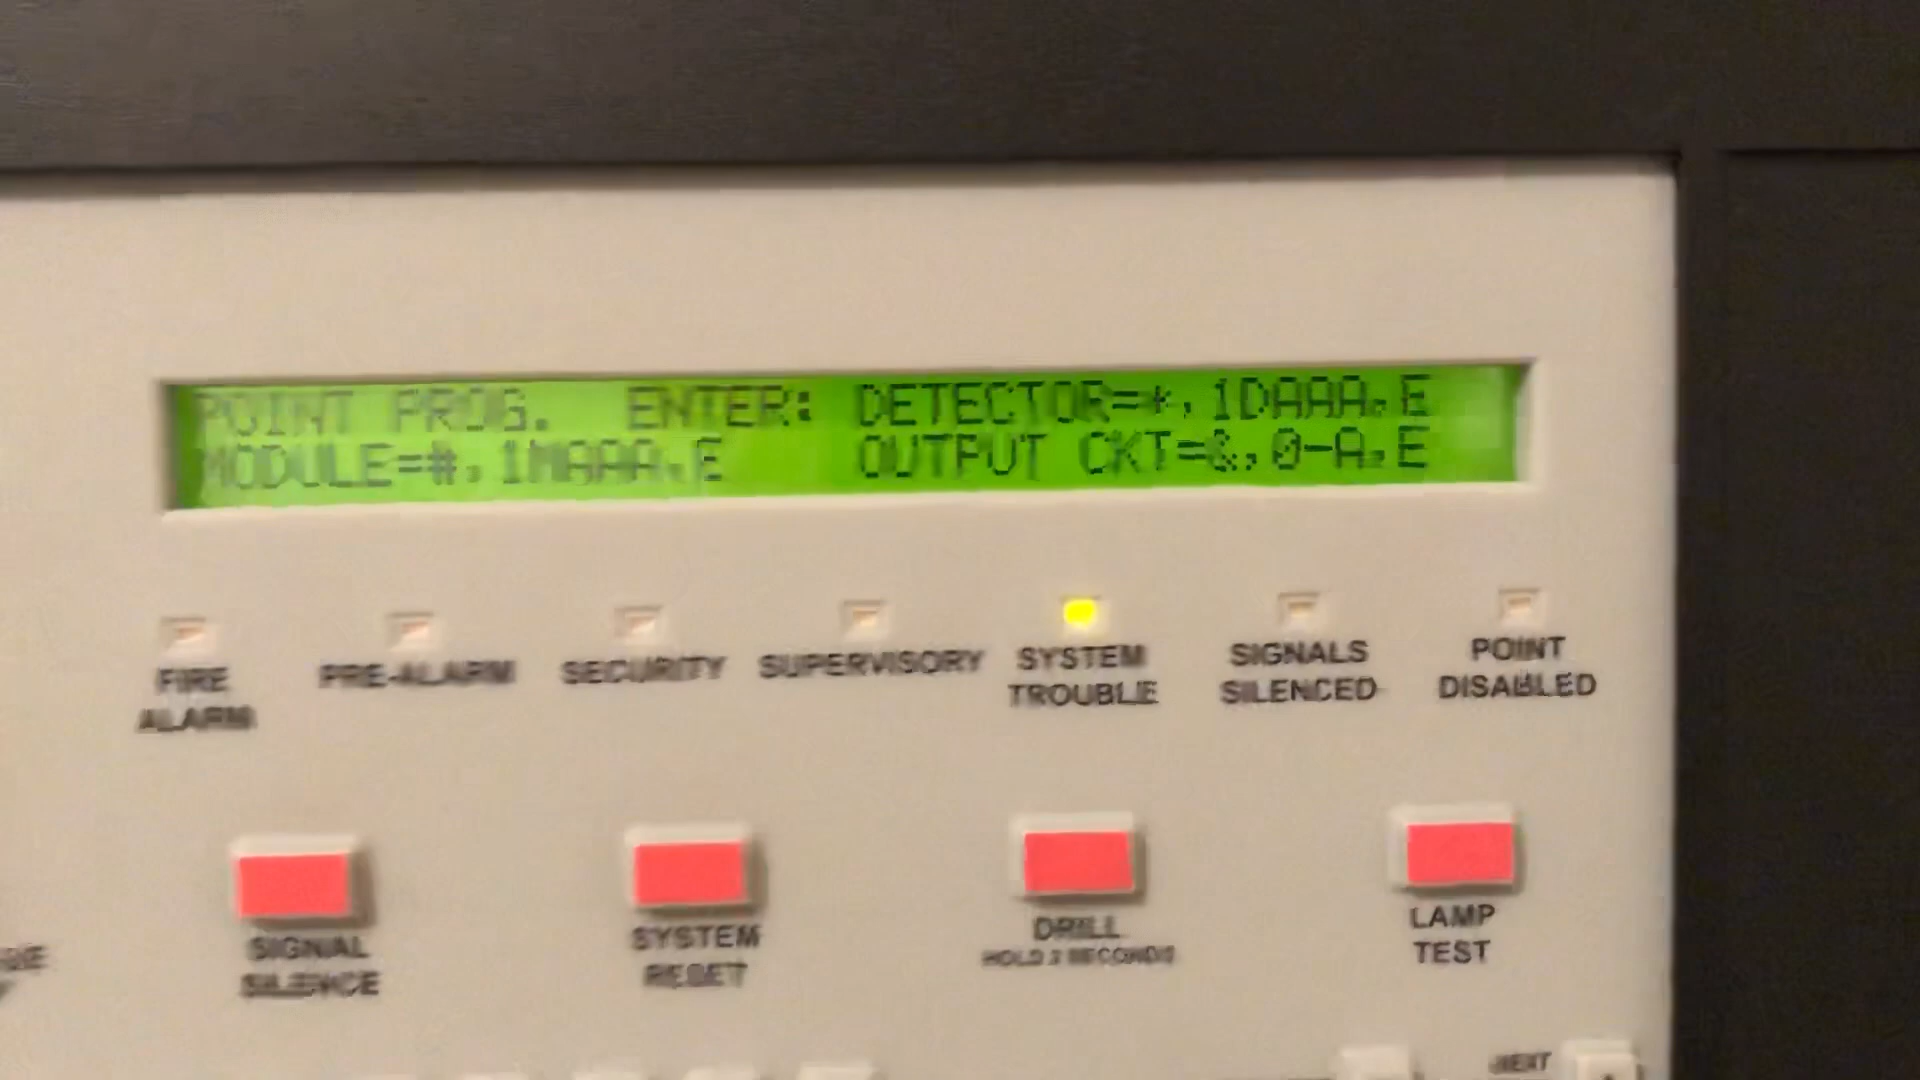 POINT PROG. ENTER: DETECTOR=*,1DAAA,E
MODULE=#,1MAAA,E OUTPUT CKT=&,0-A,E
FIRE
ALARM
PRE-ALARM
SECURITY
SUPERVISORY
SYSTEM
TROUBLE
SIGNALS
SILENCED
POINT
DISABLED
SIGNAL
SILENCE
SYSTEM
RESET
DRILL
HOLD 2 SECONDS
LAMP
TEST
NEXT